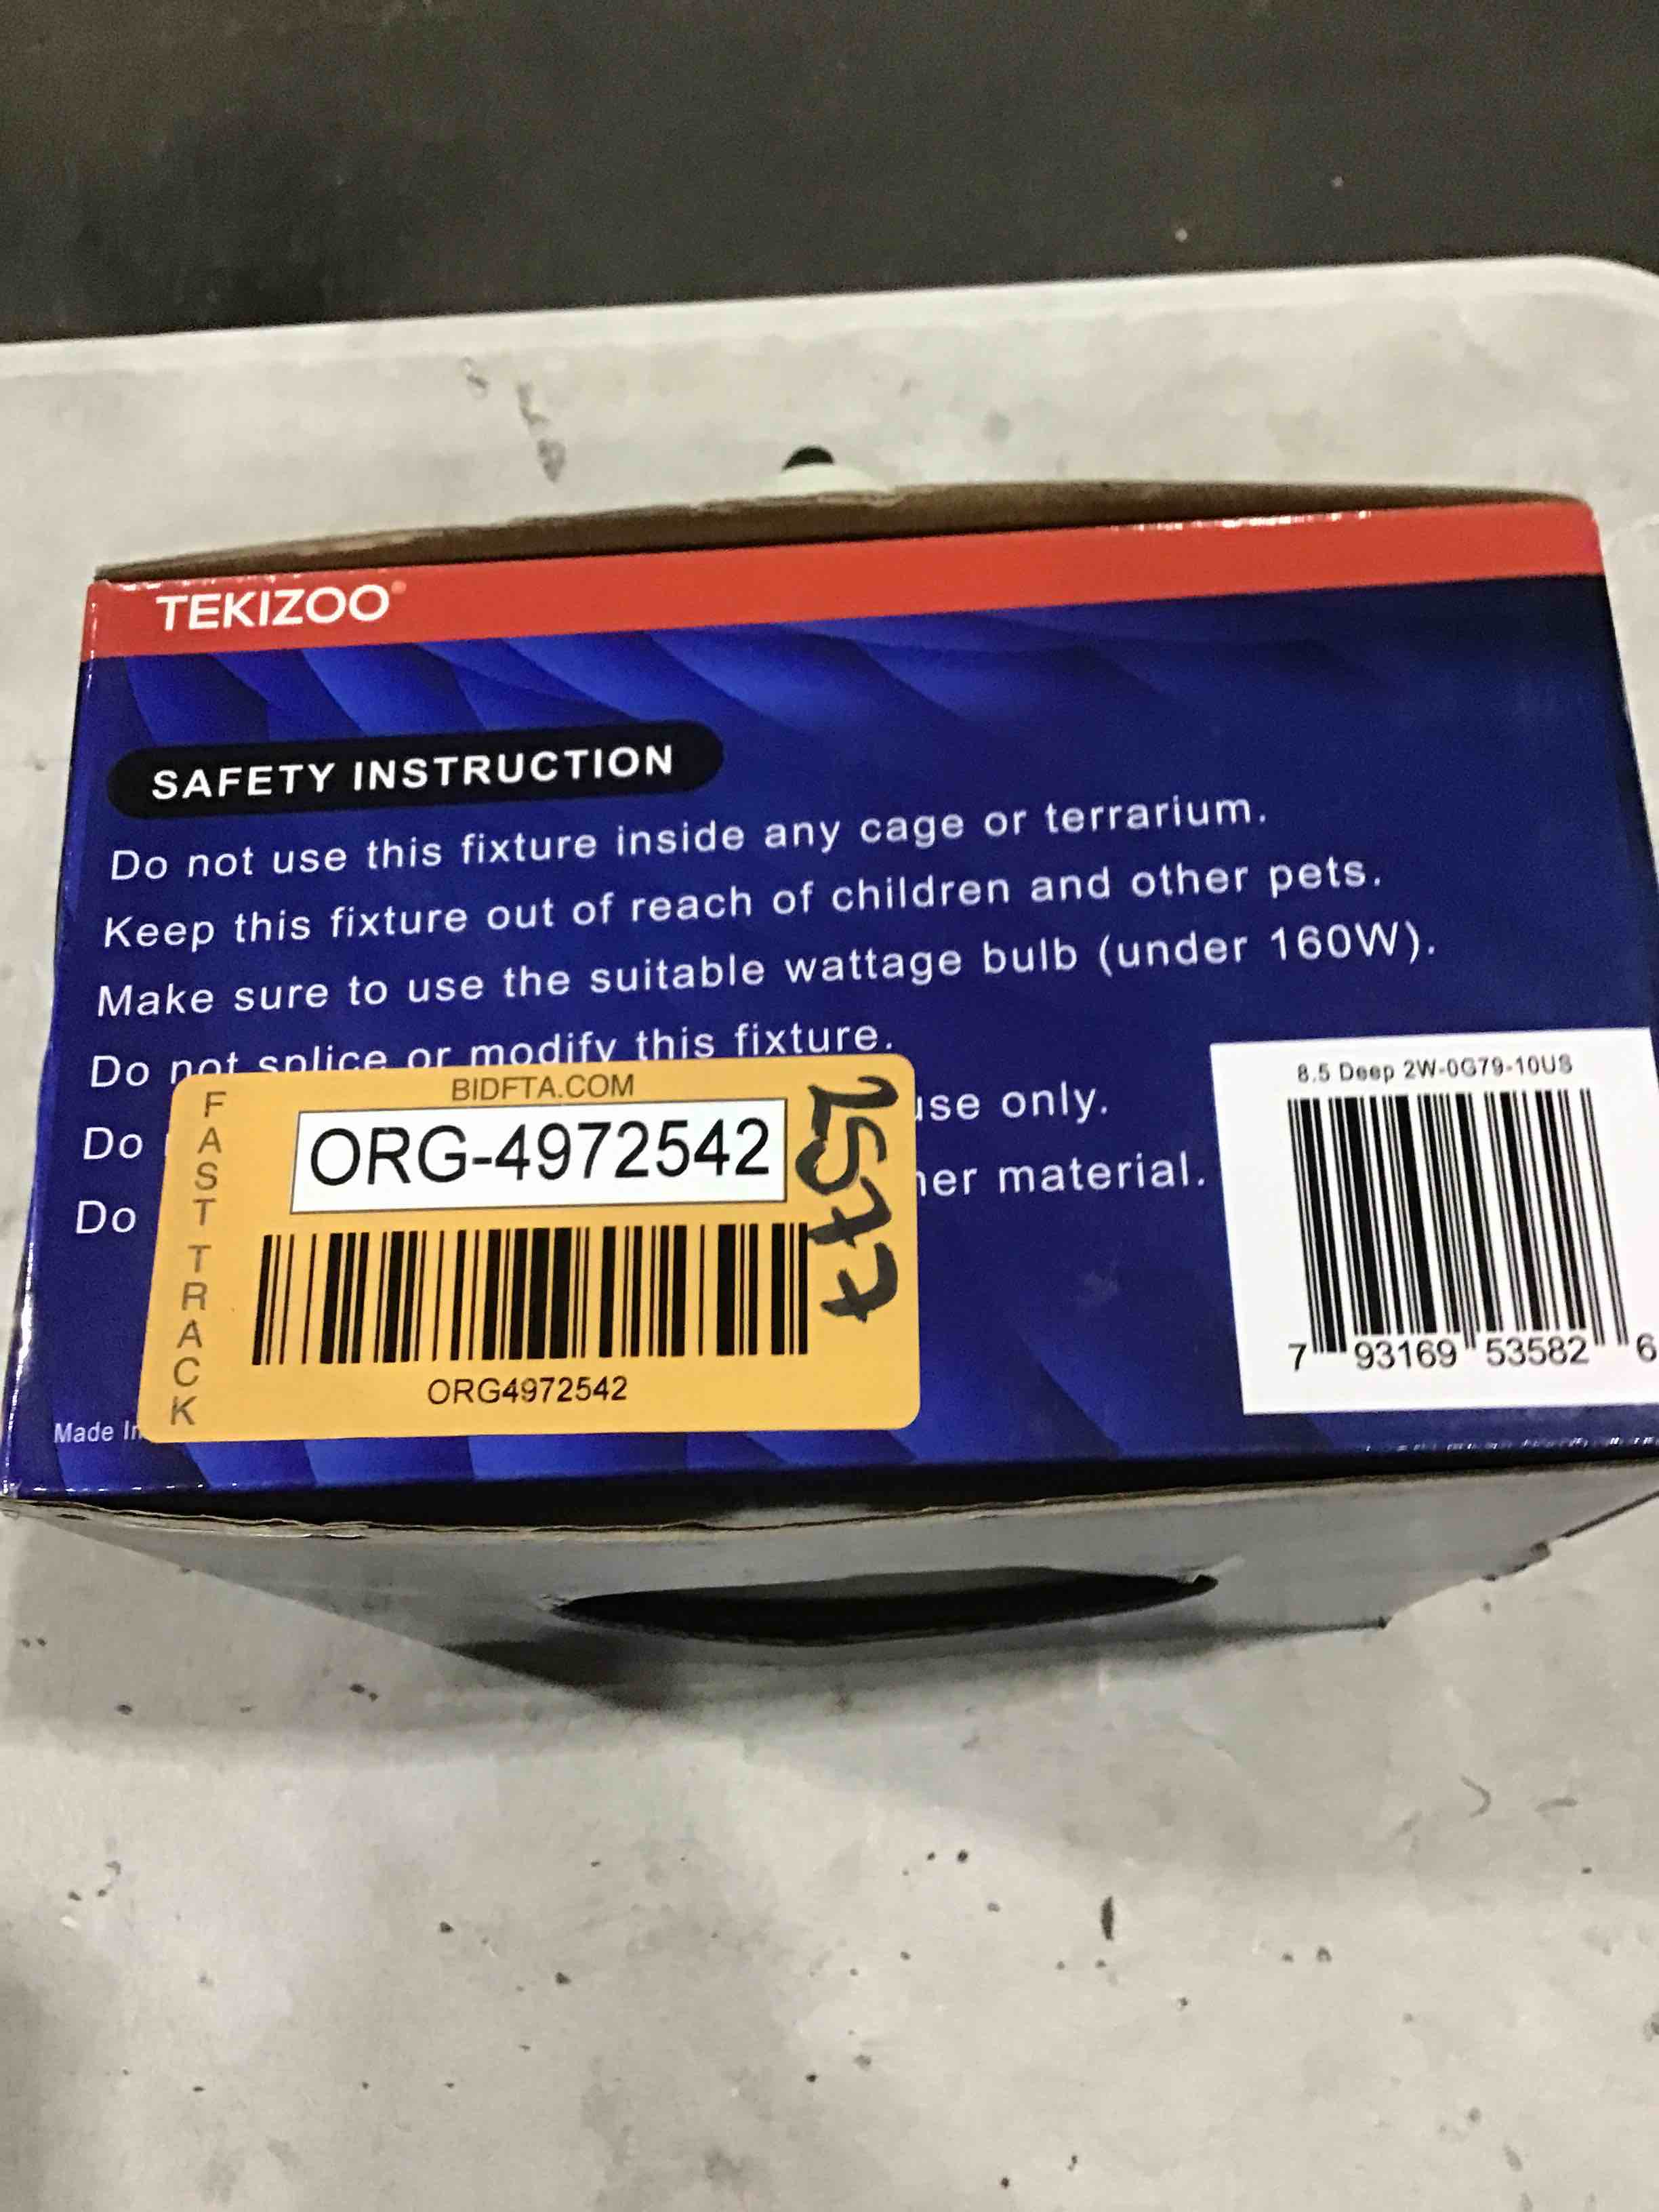 TEKIZOO®
SAFETY INSTRUCTION
Do not use this fixture inside any cage or terrarium.
Keep this fixture out of reach of children and other pets.
Make sure to use the suitable wattage bulb (under 160W).
Do not splice or modify this fixture.
Do use only.
Do material.
Made In
FAST TRACK
BIDFTA.COM
ORG-4972542
ORG4972542
2577
8.5 Deep 2W-0G79-10US
7 93169 53582 6